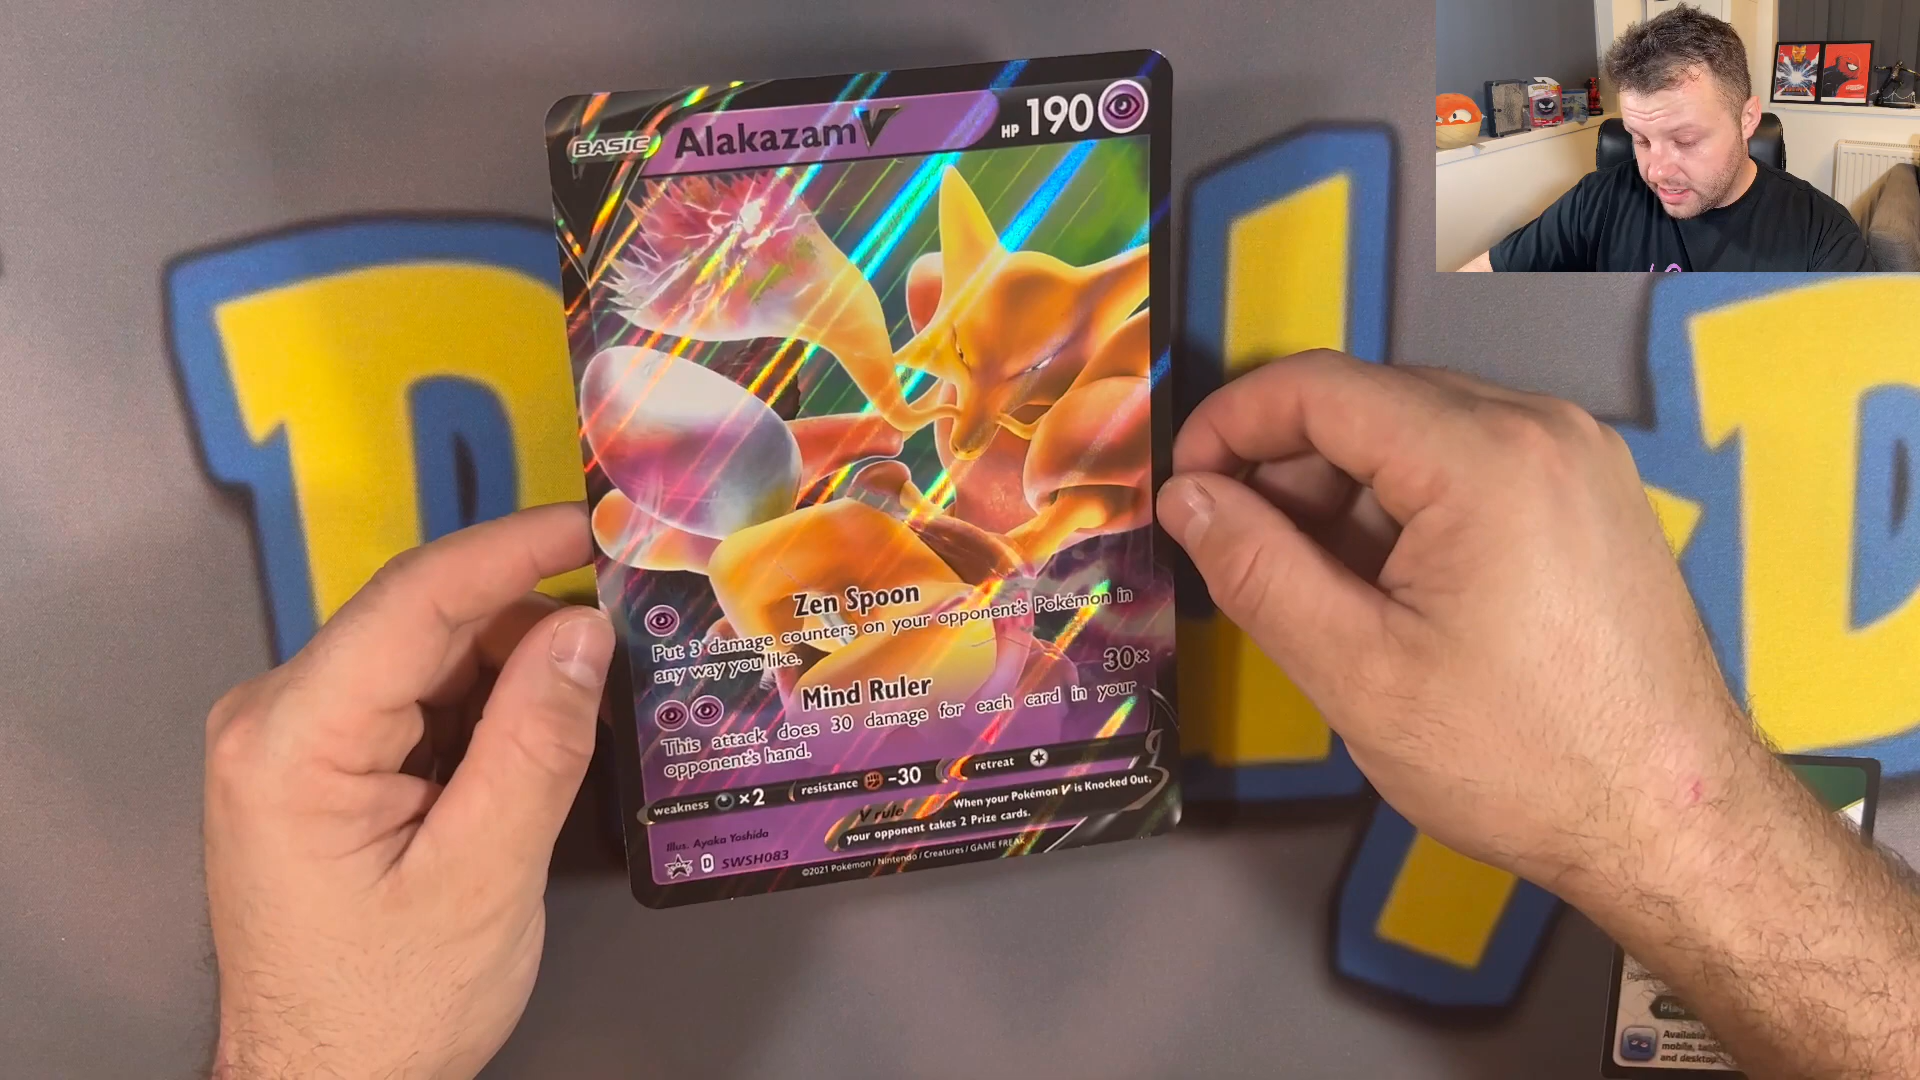 BASIC Alakazam V HP 190
Zen Spoon
Put 3 damage counters on your opponent's Pokémon in
any way you like.
Mind Ruler 30×
This attack does 30 damage for each card in your
opponent's hand.
weakness ×2 resistance -30 retreat
V rule When your Pokémon V is Knocked Out,
your opponent takes 2 Prize cards.
Illus. Ayaka Yoshida
D SWSH083
©2021 Pokémon / Nintendo / Creatures / GAME FREAK
Available
mobile,
and desktop